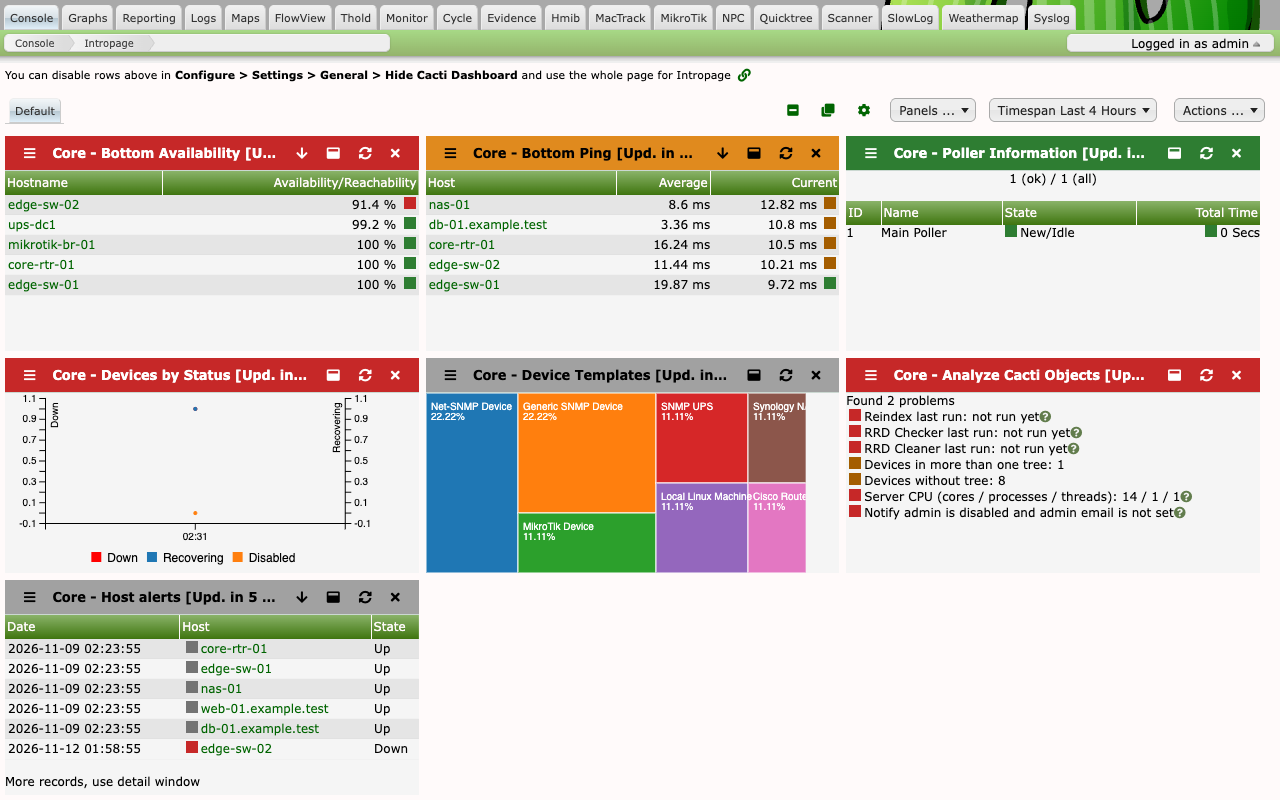 Console Graphs Reporting Logs Maps FlowView Thold Monitor Cycle Evidence Hmib MacTrack MikroTik NPC Quicktree Scanner SlowLog Weathermap Syslog
Console Intropage Logged in as admin
You can disable rows above in Configure > Settings > General > Hide Cacti Dashboard and use the whole page for Intropage
Default Panels ... Timespan Last 4 Hours Actions ...
Core - Bottom Availability [U...
Hostname Availability/Reachability
edge-sw-02 91.4 %
ups-dc1 99.2 %
mikrotik-br-01 100 %
core-rtr-01 100 %
edge-sw-01 100 %
Core - Bottom Ping [Upd. in ...
Host Average Current
nas-01 8.6 ms 12.82 ms
db-01.example.test 3.36 ms 10.8 ms
core-rtr-01 16.24 ms 10.5 ms
edge-sw-02 11.44 ms 10.21 ms
edge-sw-01 19.87 ms 9.72 ms
Core - Poller Information [Upd. i...
1 (ok) / 1 (all)
ID Name State Total Time
1 Main Poller New/Idle 0 Secs
Core - Devices by Status [Upd. in...
Down
Recovering
1.1 1.1
0.9 0.9
0.7 0.7
0.5 0.5
0.3 0.3
0.1 0.1
-0.1 -0.1
02:31
Down Recovering Disabled
Core - Device Templates [Upd. in...
Net-SNMP Device
22.22%
Generic SNMP Device
22.22%
SNMP UPS
11.11%
Synology NA
11.11%
MikroTik Device
11.11%
Local Linux Machine
11.11%
Cisco Route
11.11%
Core - Analyze Cacti Objects [Up...
Found 2 problems
Reindex last run: not run yet
RRD Checker last run: not run yet
RRD Cleaner last run: not run yet
Devices in more than one tree: 1
Devices without tree: 8
Server CPU (cores / processes / threads): 14 / 1 / 1
Notify admin is disabled and admin email is not set
Core - Host alerts [Upd. in 5 ...
Date Host State
2026-11-09 02:23:55 core-rtr-01 Up
2026-11-09 02:23:55 edge-sw-01 Up
2026-11-09 02:23:55 nas-01 Up
2026-11-09 02:23:55 web-01.example.test Up
2026-11-09 02:23:55 db-01.example.test Up
2026-11-12 01:58:55 edge-sw-02 Down
More records, use detail window